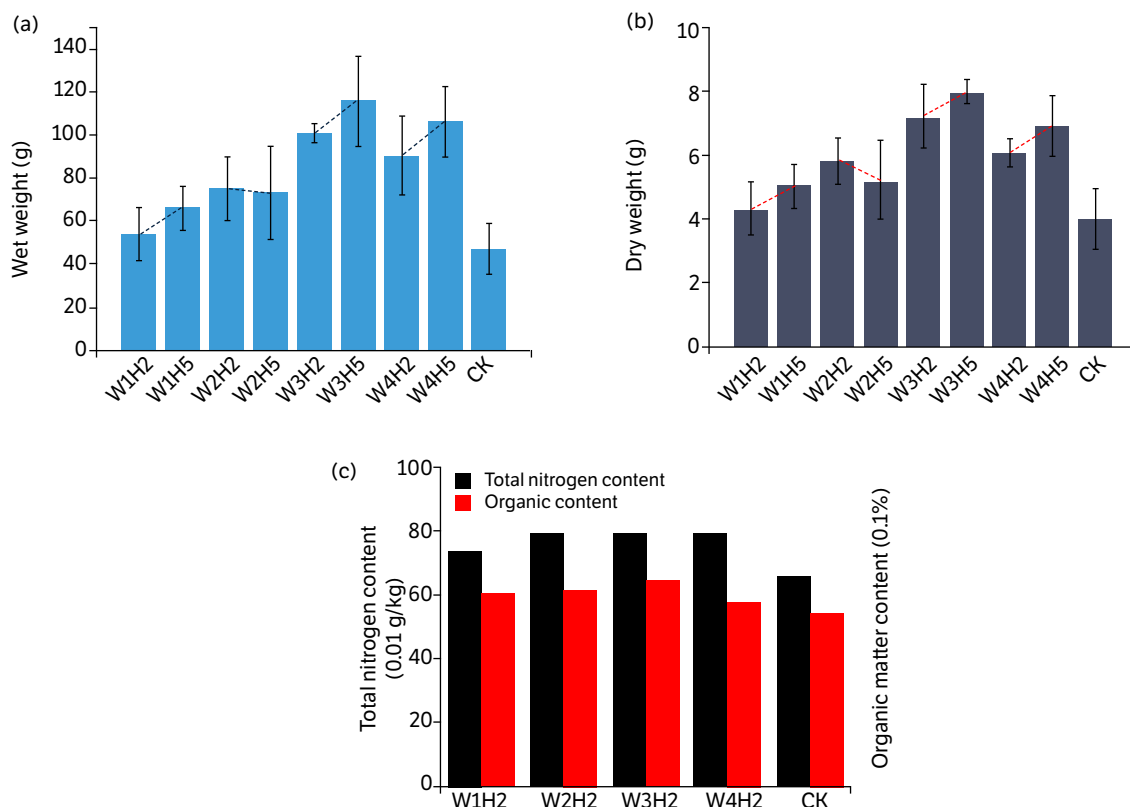 (a)
Wet weight (g)
140
120
100
80
60
40
20
0
W1H2
W1H5
W2H2
W2H5
W3H2
W3H5
W4H2
W4H5
CK
(b)
Dry weight (g)
10
8
6
4
2
0
W1H2
W1H5
W2H2
W2H5
W3H2
W3H5
W4H2
W4H5
CK
(c)
Total nitrogen content
(0.01 g/kg)
100
80
60
40
20
0
Total nitrogen content
Organic content
W1H2
W2H2
W3H2
W4H2
CK
Organic matter content (0.1%)